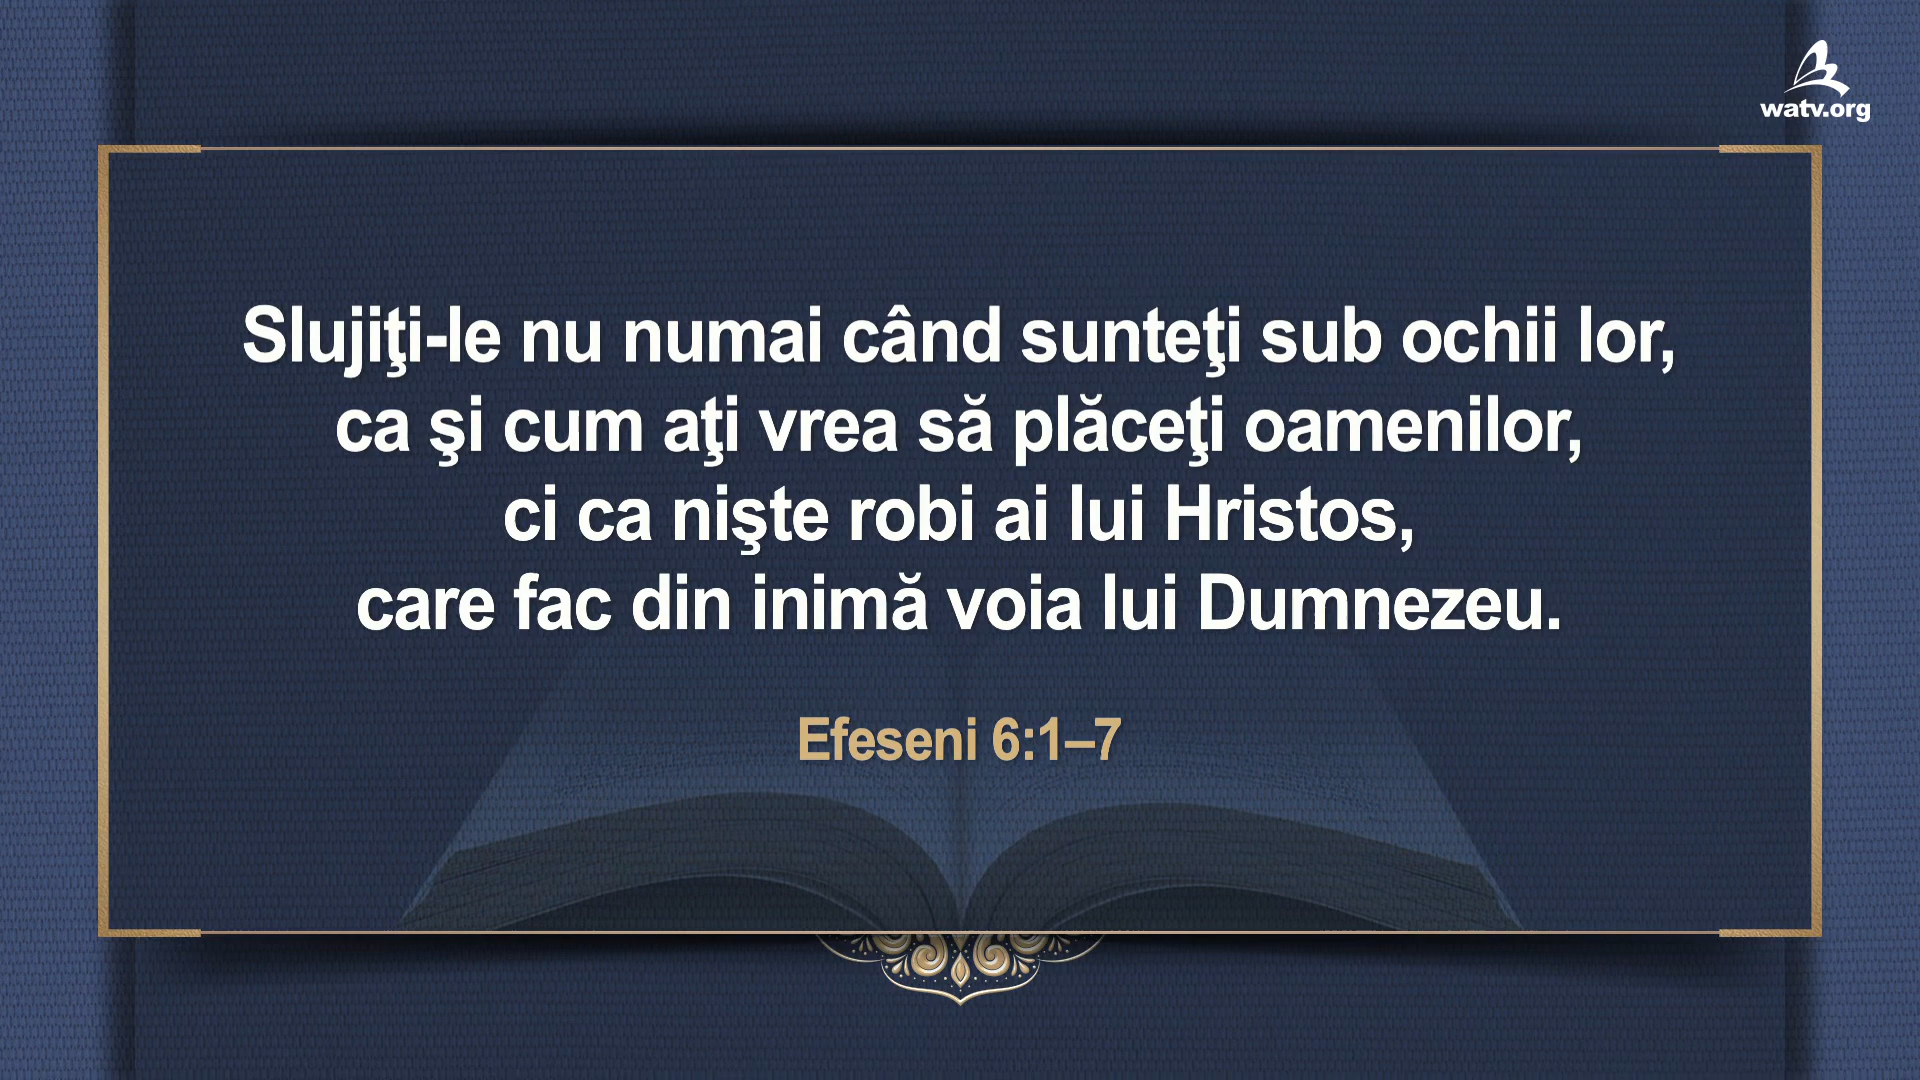 watv.org
Slujiţi-le nu numai când sunteţi sub ochii lor,
ca şi cum aţi vrea să plăceţi oamenilor,
ci ca nişte robi ai lui Hristos,
care fac din inimă voia lui Dumnezeu.
Efeseni 6:1–7